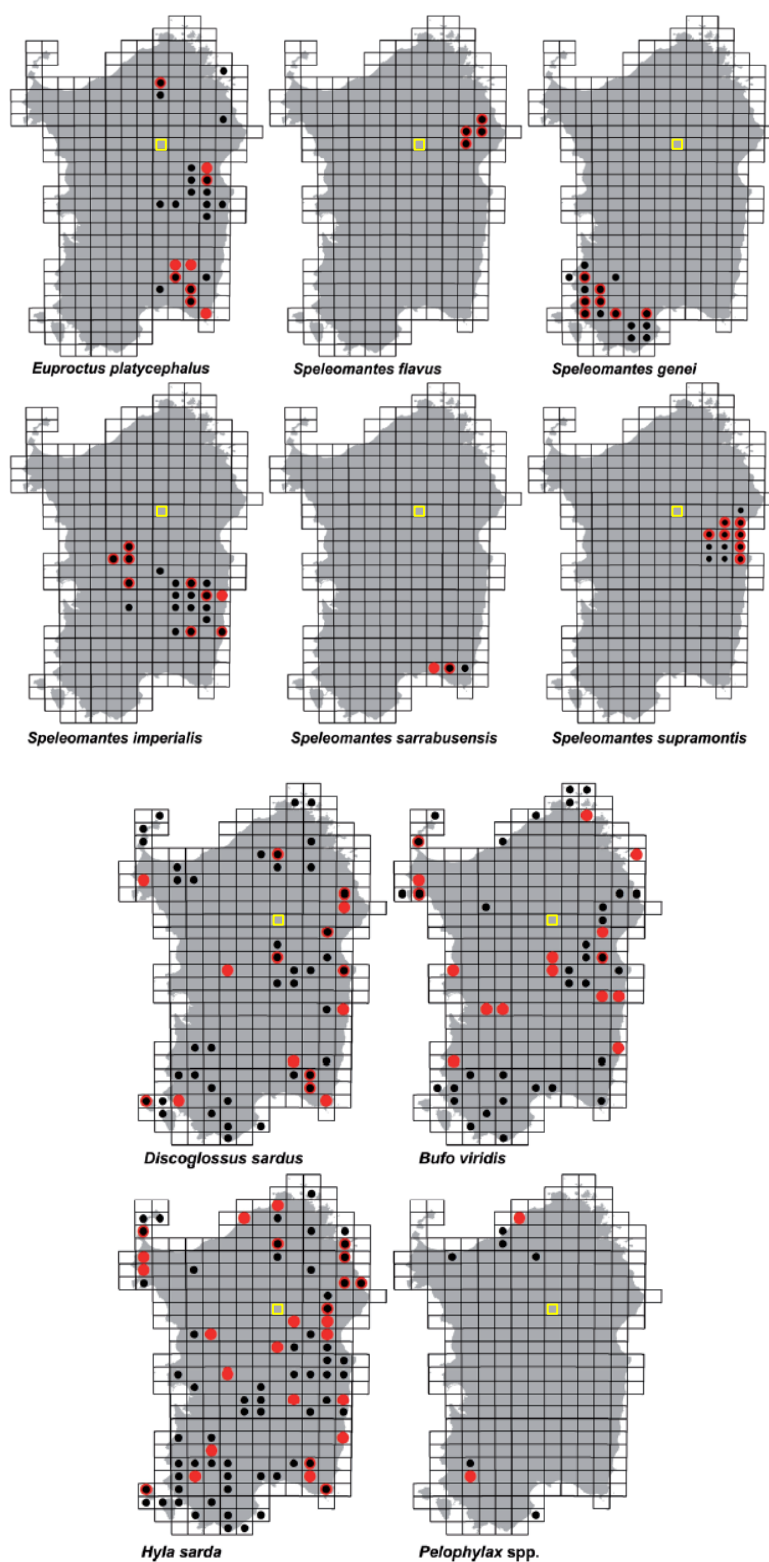 Euproctus platycephalus
Speleomantes flavus
Speleomantes genei
Speleomantes imperialis
Speleomantes sarrabusensis
Speleomantes supramontis
Discoglossus sardus
Bufo viridis
Hyla sarda
Pelophylax spp.